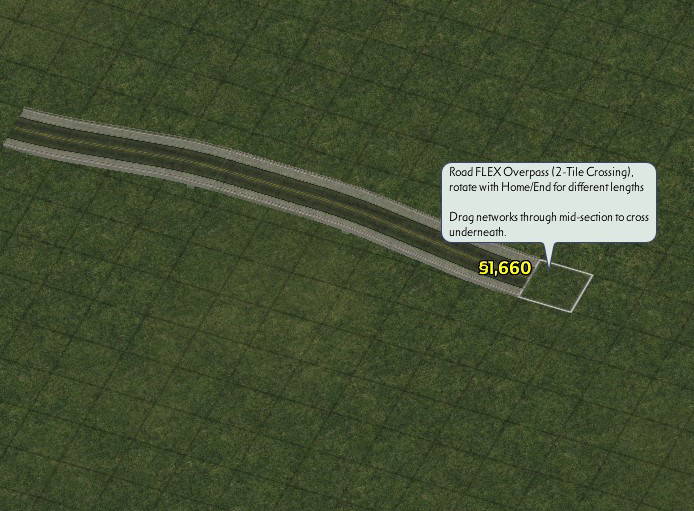 Road FLEX Overpass (2-Tile Crossing),
rotate with Home/End for different lengths
Drag networks through mid-section to cross
underneath.
§1,660